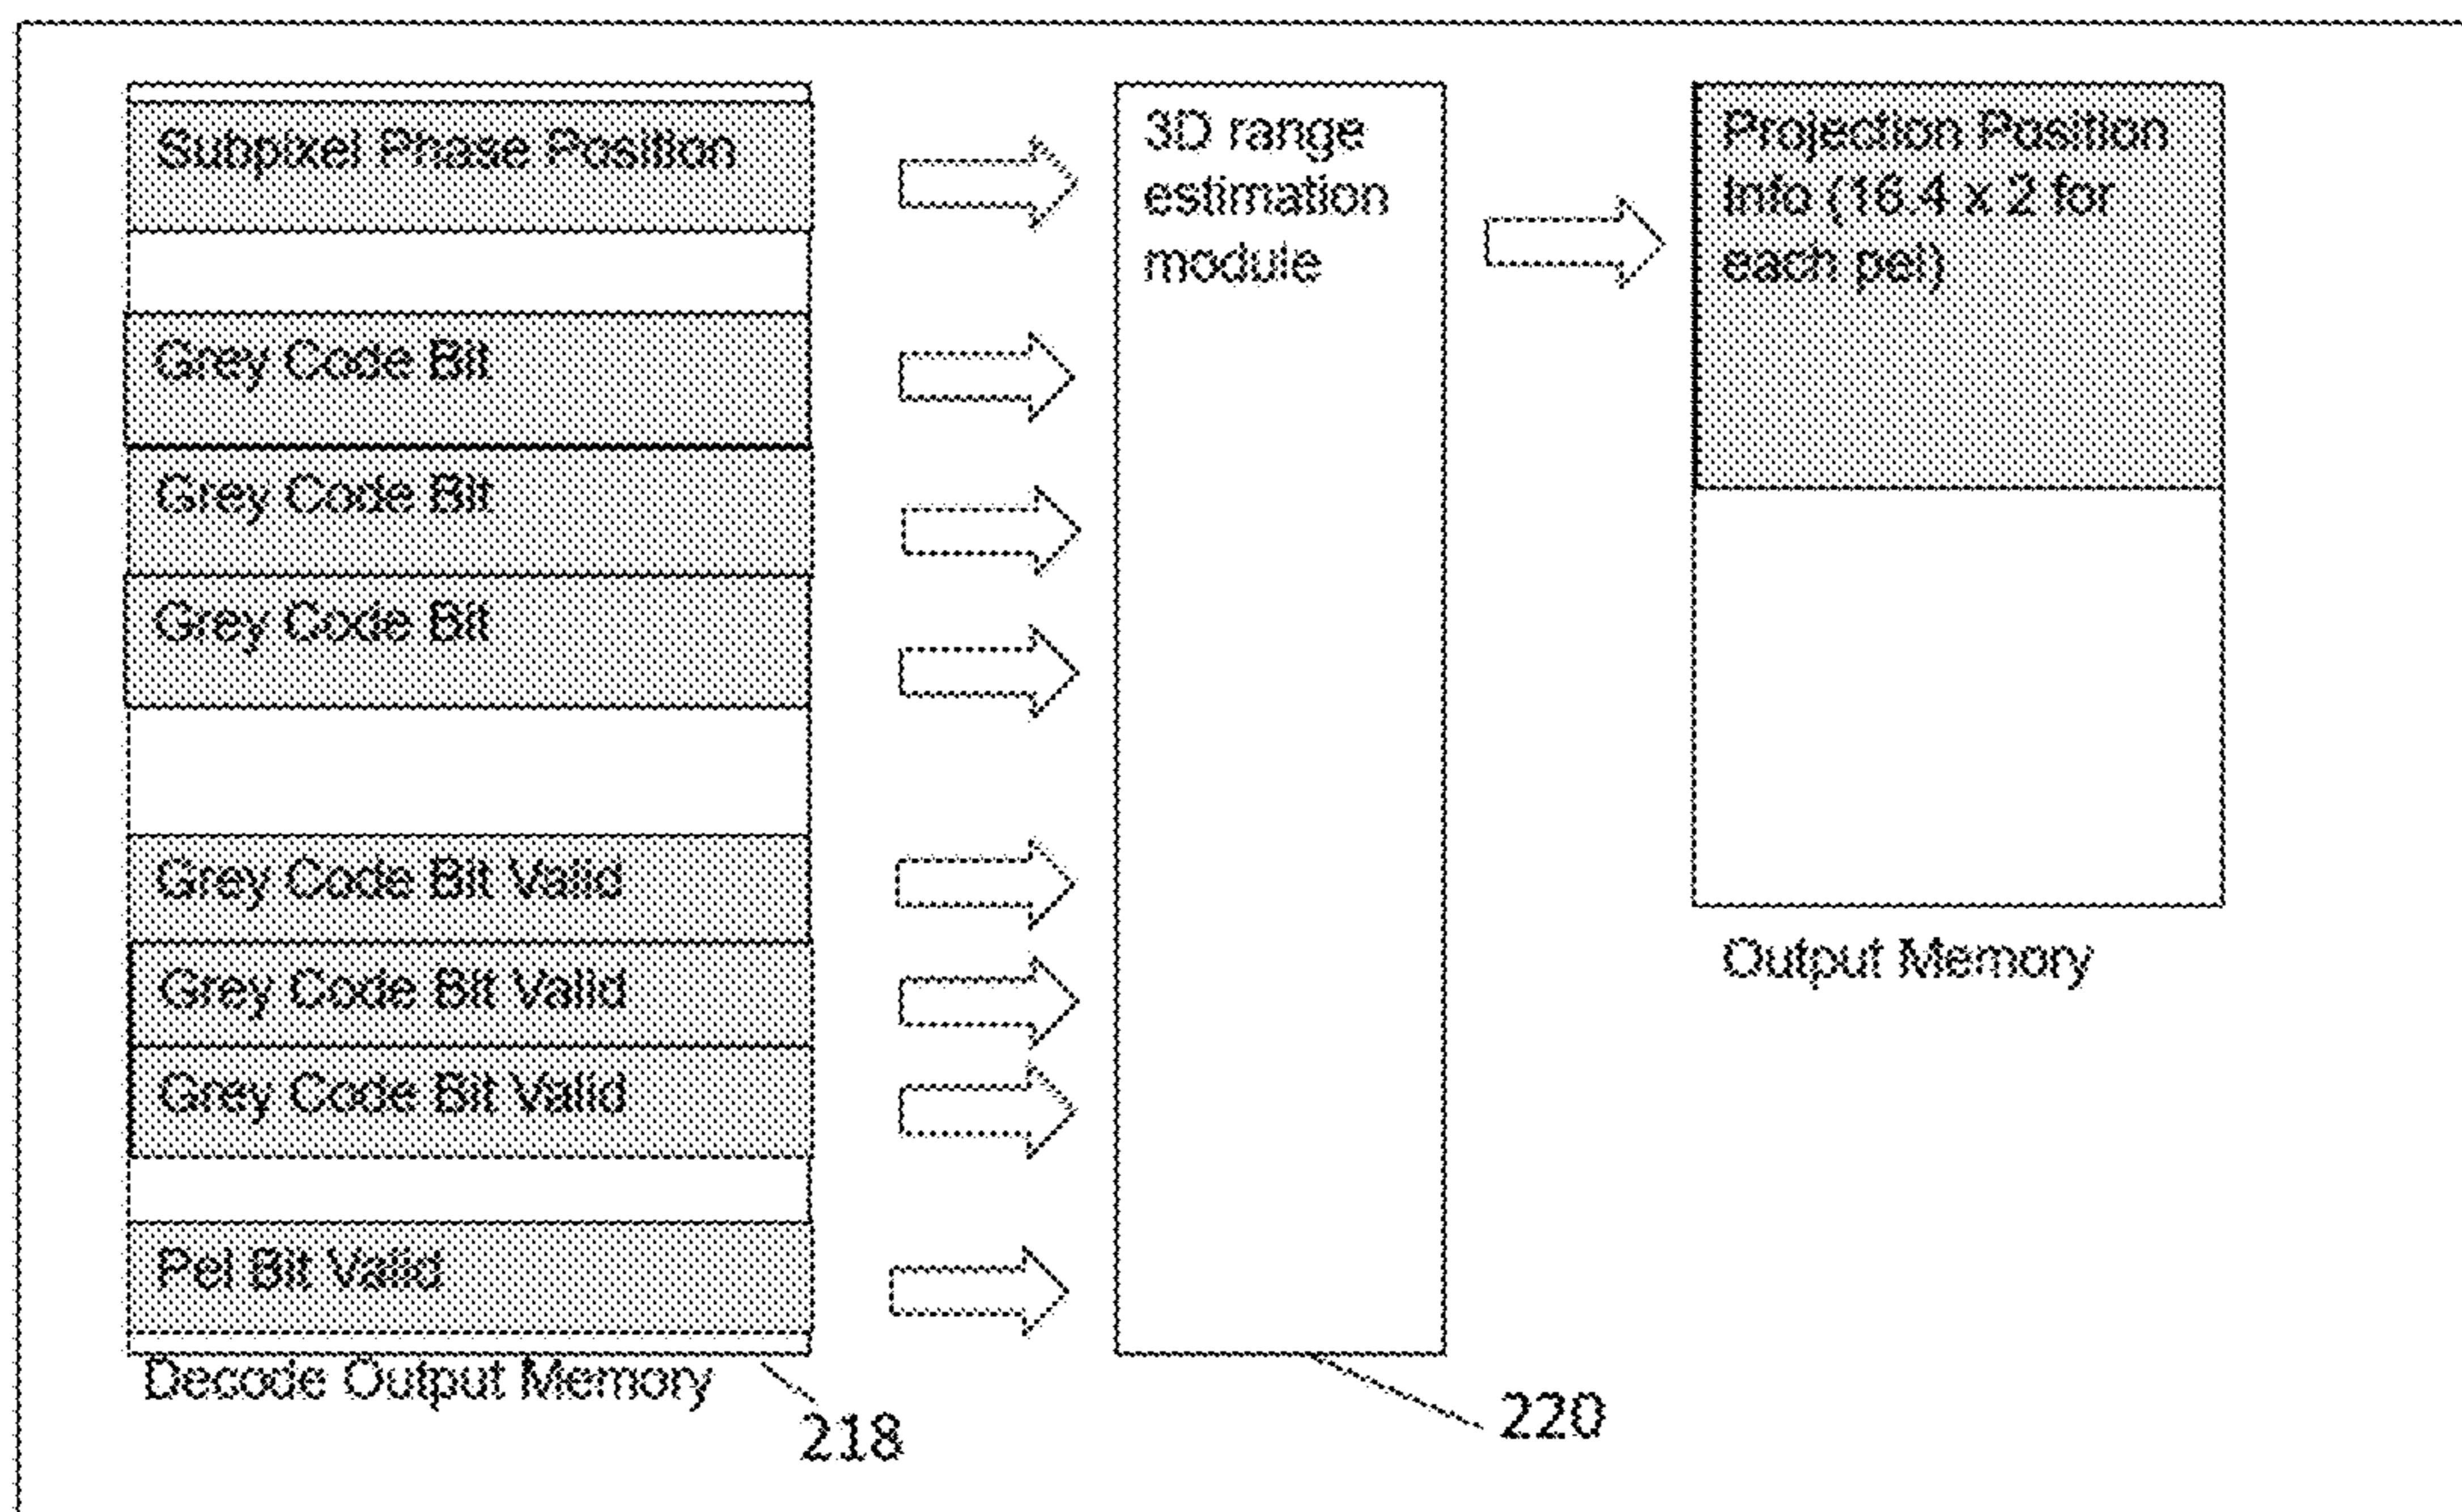 Subpixel Phase Position
Grey Code Bit
Grey Code Bit
Grey Code Bit
Grey Code Bit Valid
Grey Code Bit Valid
Grey Code Bit Valid
Pel Bit Valid
Decode Output Memory
218
3D range
estimation
module
220
Projection Position
Info (16.4 x 2 for
each pel)
Output Memory